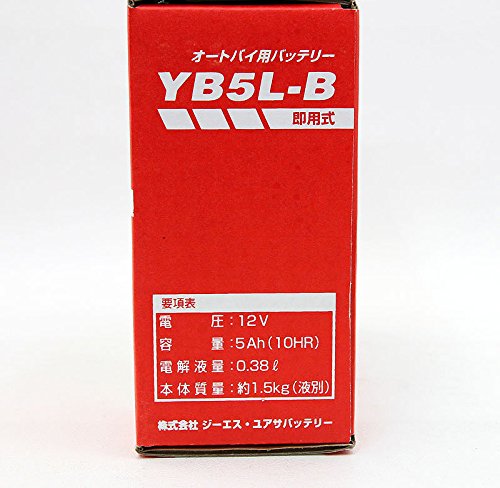 オートバイ用バッテリー
YB5L-B
即用式
要項表
電圧:12V
容量:5Ah(10HR)
電解液量:0.38ℓ
本体質量:約1.5kg(液別)
株式会社 ジーエス・ユアサバッテリー